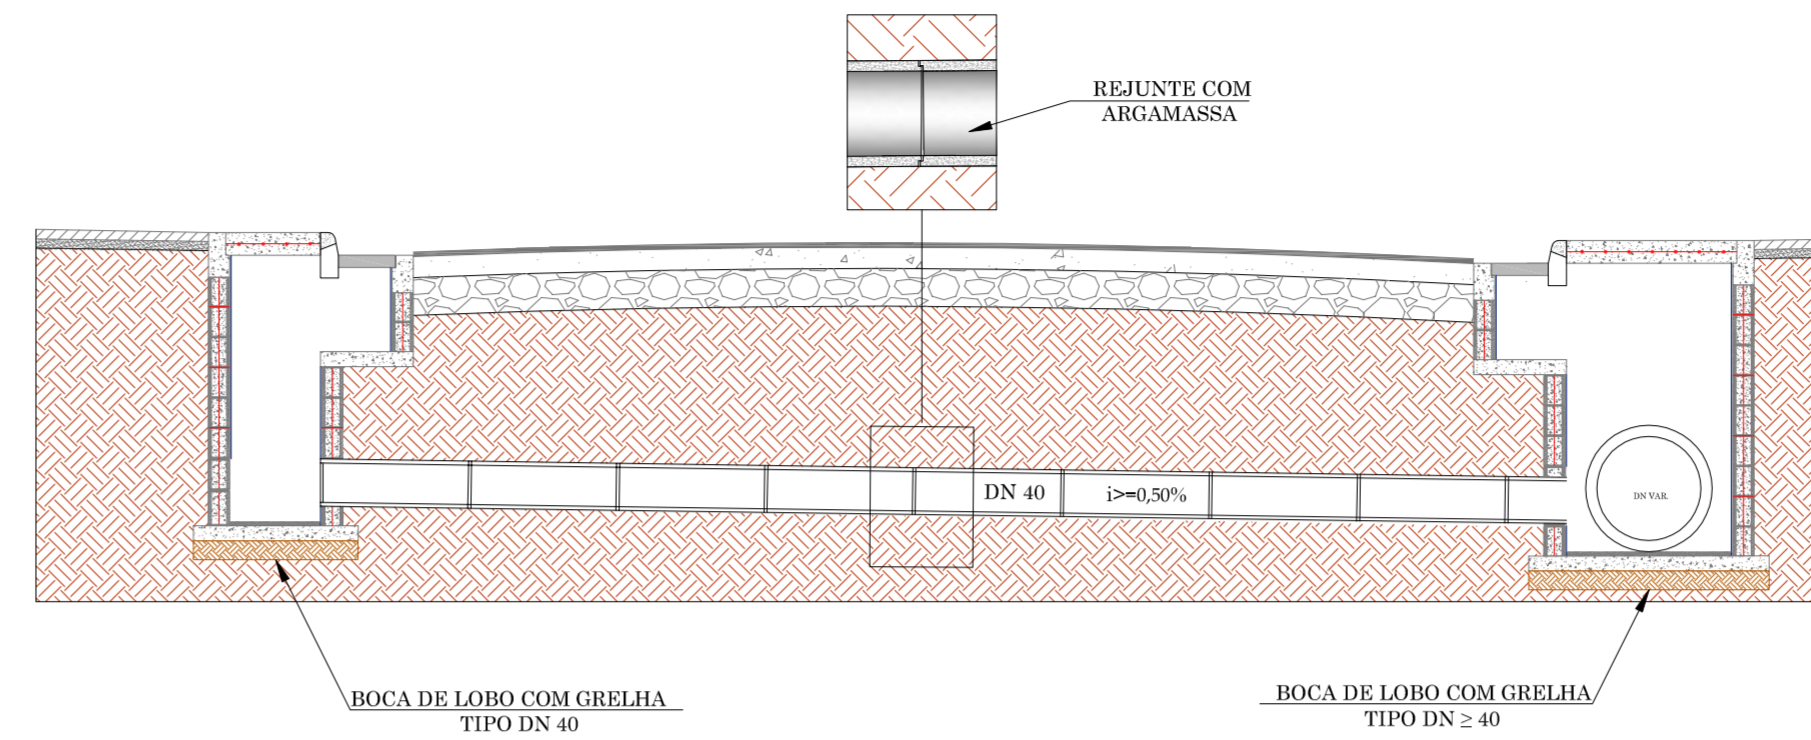 REJUNTE COM
ARGAMASSA
DN 40
i>=0,50%
DN VAR.
BOCA DE LOBO COM GRELHA
TIPO DN 40
BOCA DE LOBO COM GRELHA
TIPO DN ≥ 40